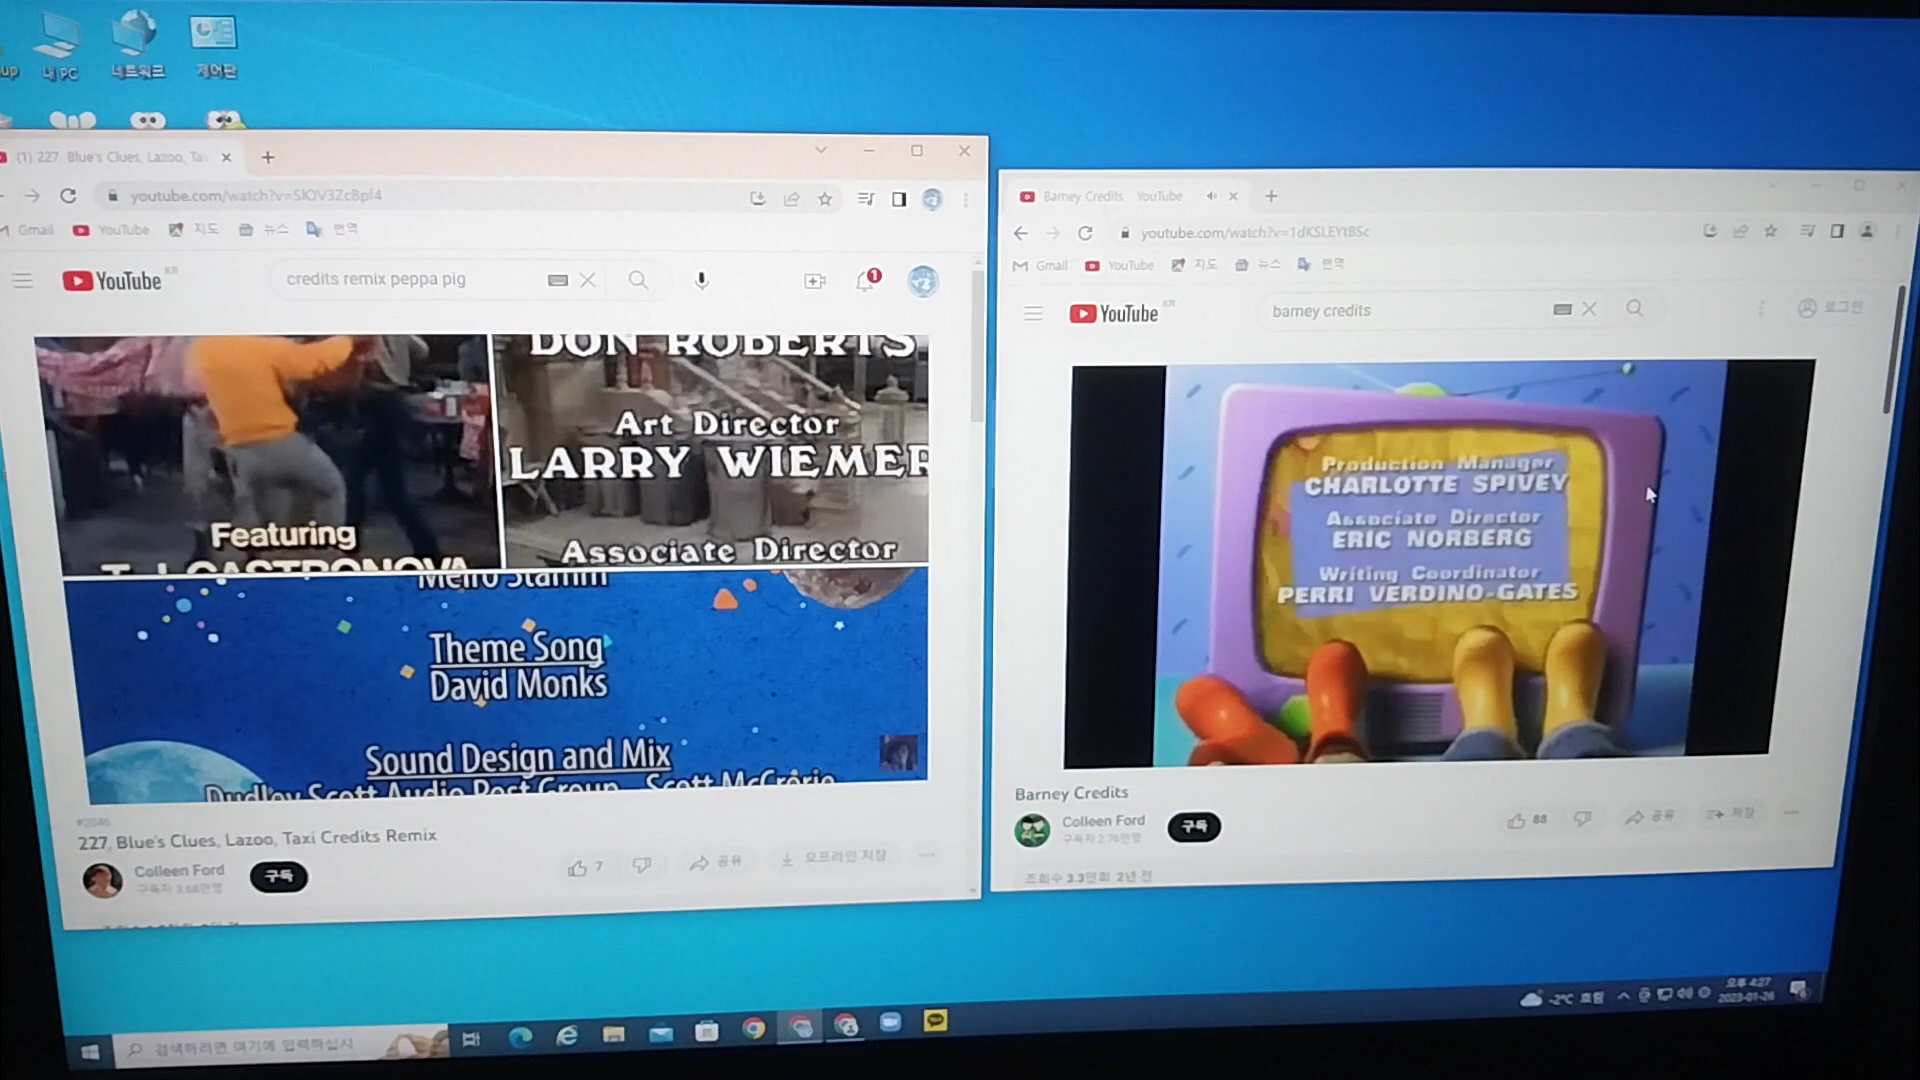 내 PC
네트워크
제어판
(1) 227, Blue's Clues, Lazoo, Ta
youtube.com/watch?v=SlOV3ZcBpf4
Gmail
YouTube
지도
뉴스
번역
YouTube KR
credits remix peppa pig
1
DON ROBERTS
Art Director
LARRY WIEMER
Associate Director
Featuring
T.J. CASTRONOVA
Theme Song
David Monks
Sound Design and Mix
Dudley Scott Audio Post Group Scott McCrorie
#2046
227, Blue's Clues, Lazoo, Taxi Credits Remix
Colleen Ford
구독자 3.68만명
구독
7
공유
오프라인 저장
Barney Credits YouTube
youtube.com/watch?v=1dKSLEYtBSc
Gmail
YouTube
지도
뉴스
번역
YouTube KR
barney credits
로그인
Production Manager
CHARLOTTE SPIVEY
Associate Director
ERIC NORBERG
Writing Coordinator
PERRI VERDINO-GATES
Barney Credits
Colleen Ford
구독자 2.76만명
구독
88
공유
저장
조회수 3.3만회 2년 전
검색하려면 여기에 입력하십시
-2°C 흐림
오후 4:27
2023-01-26